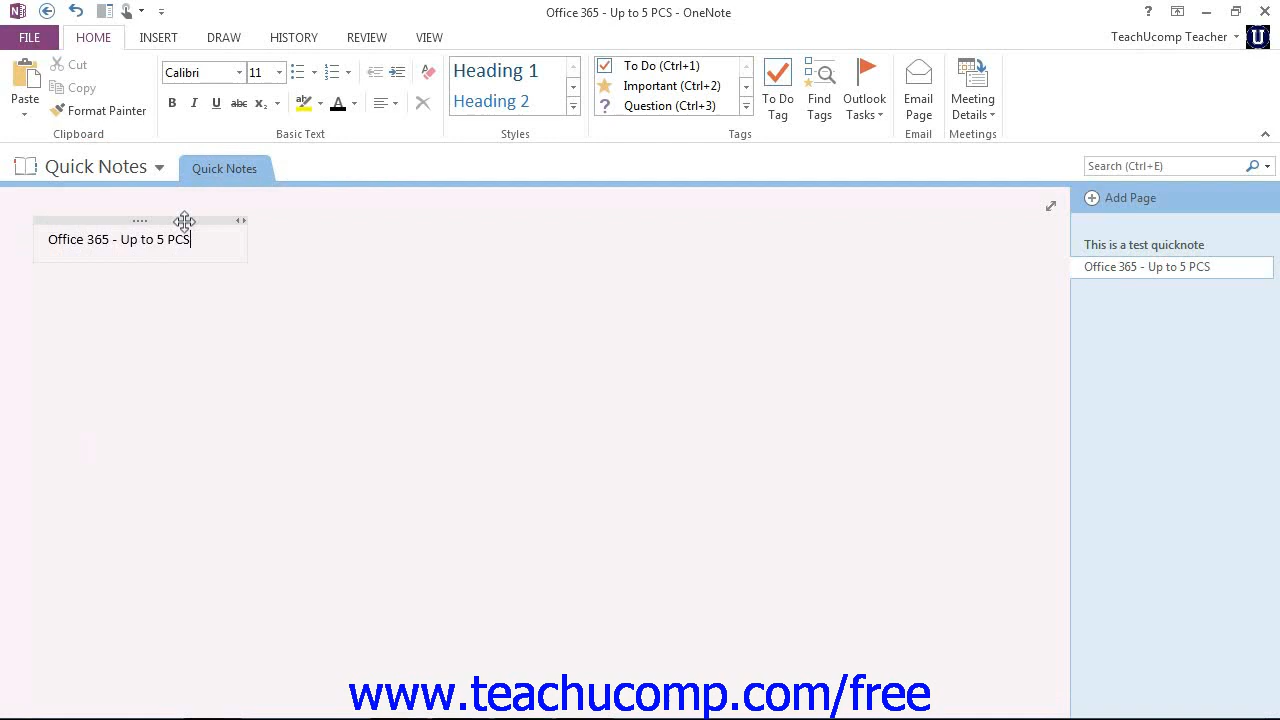 Office 365 - Up to 5 PCS - OneNote
?
FILE
HOME
INSERT
DRAW
HISTORY
REVIEW
VIEW
TeachUcomp Teacher
U
Paste
Cut
Copy
Format Painter
Clipboard
Calibri
11
B I U abc x₂
A
Basic Text
Heading 1
Heading 2
Styles
To Do (Ctrl+1)
Important (Ctrl+2)
? Question (Ctrl+3)
To Do
Tag
Find
Tags
Outlook
Tasks
Tags
Email
Page
Email
Meeting
Details
Meetings
Quick Notes
Quick Notes
Search (Ctrl+E)
Add Page
This is a test quicknote
Office 365 - Up to 5 PCS
Office 365 - Up to 5 PCS
www.teachucomp.com/free